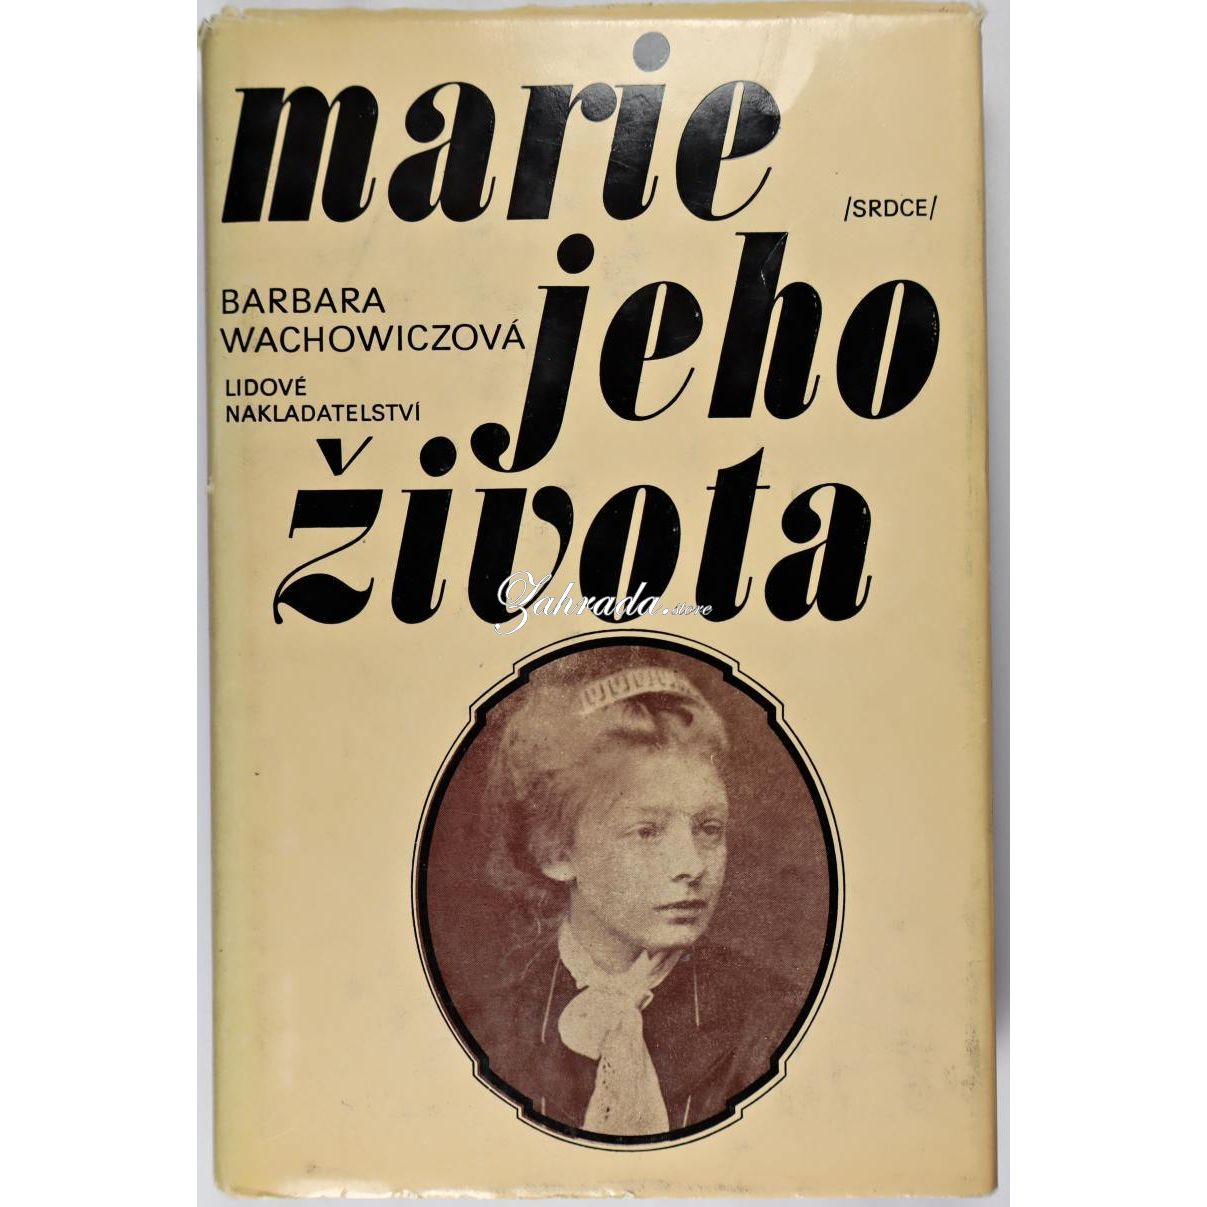 marie
/SRDCE/
jeho
BARBARA
WACHOWICZOVÁ
LIDOVÉ
NAKLADATELSTVÍ
života
Zahrada.store